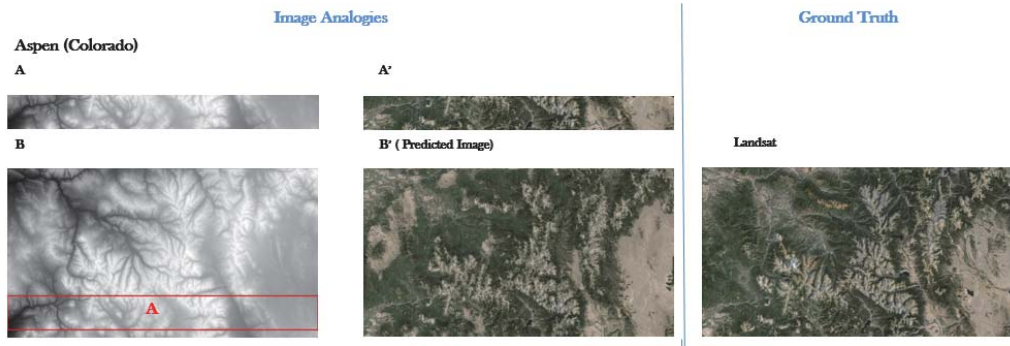 Image Analogies
Ground Truth
Aspen (Colorado)
A
A'
B
B' ( Predicted Image)
Landsat
A